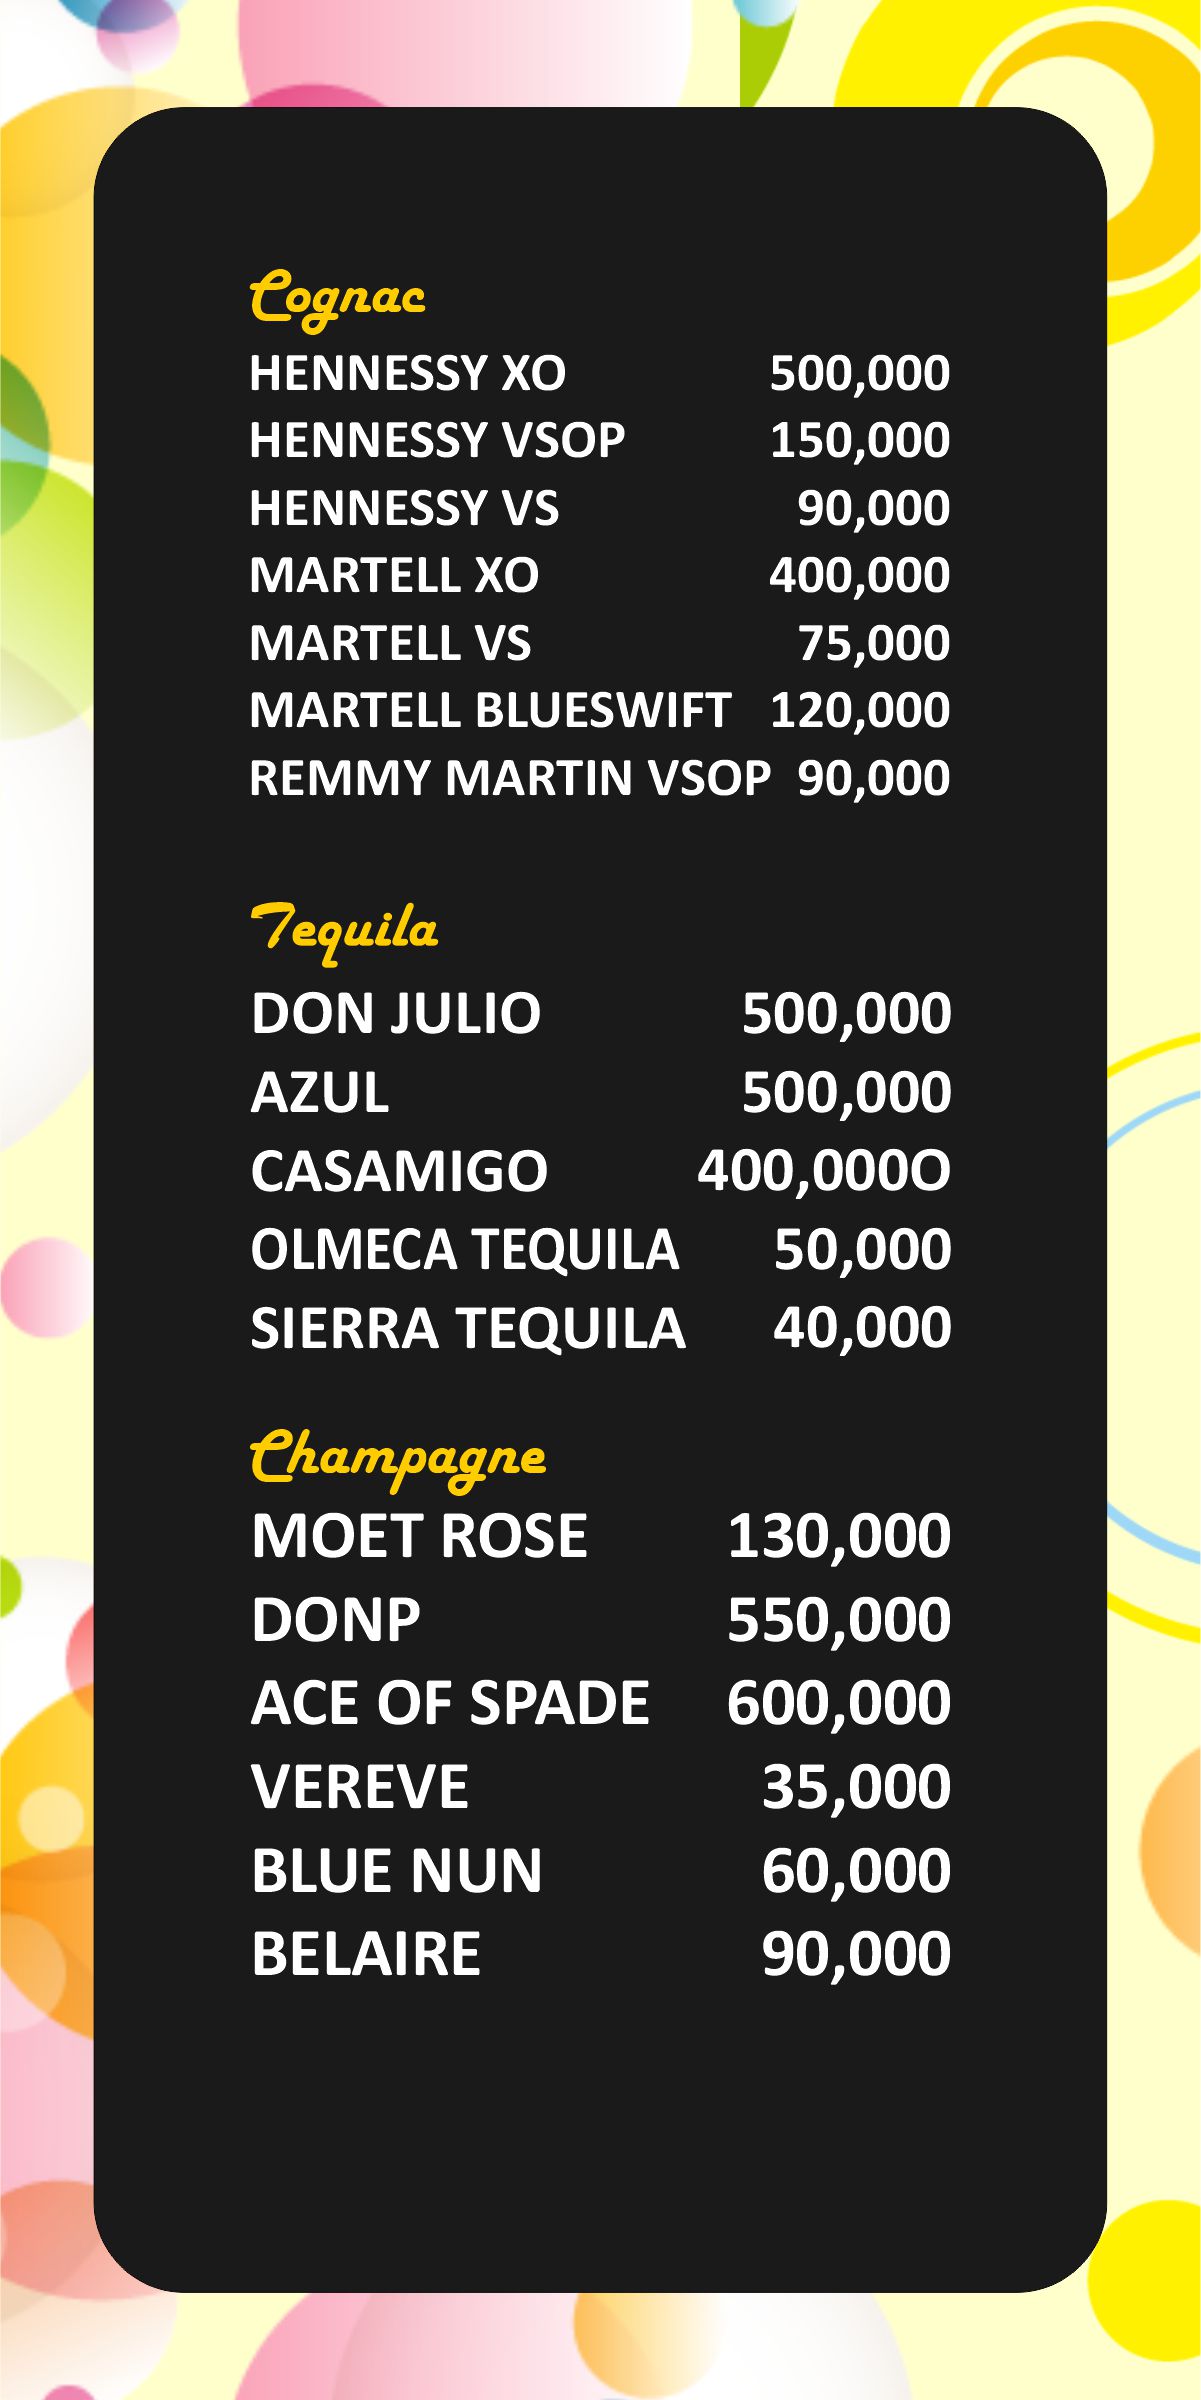 Cognac
HENNESSY XO 500,000
HENNESSY VSOP 150,000
HENNESSY VS 90,000
MARTELL XO 400,000
MARTELL VS 75,000
MARTELL BLUESWIFT 120,000
REMMY MARTIN VSOP 90,000
Tequila
DON JULIO 500,000
AZUL 500,000
CASAMIGO 400,000O
OLMECA TEQUILA 50,000
SIERRA TEQUILA 40,000
Champagne
MOET ROSE 130,000
DONP 550,000
ACE OF SPADE 600,000
VEREVE 35,000
BLUE NUN 60,000
BELAIRE 90,000